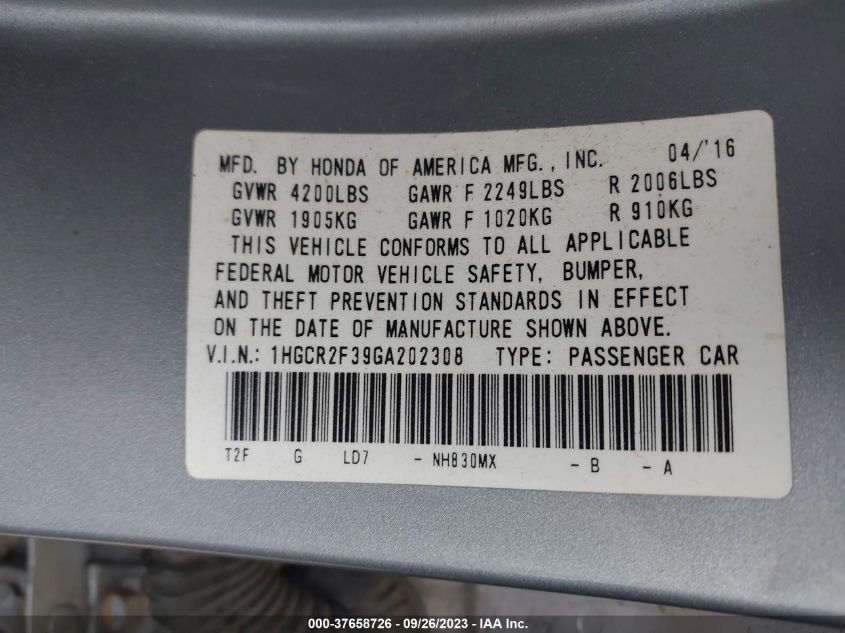 MFD. BY HONDA OF AMERICA MFG., INC. 04/'16
GVWR 4200LBS GAWR F 2249LBS R 2006LBS
GVWR 1905KG GAWR F 1020KG R 910KG
THIS VEHICLE CONFORMS TO ALL APPLICABLE
FEDERAL MOTOR VEHICLE SAFETY, BUMPER,
AND THEFT PREVENTION STANDARDS IN EFFECT
ON THE DATE OF MANUFACTURE SHOWN ABOVE.
V.I.N.: 1HGCR2F39GA202308 TYPE: PASSENGER CAR
T2F G LD7 - NH830MX - B - A
000-37658726 - 09/26/2023 - IAA Inc.